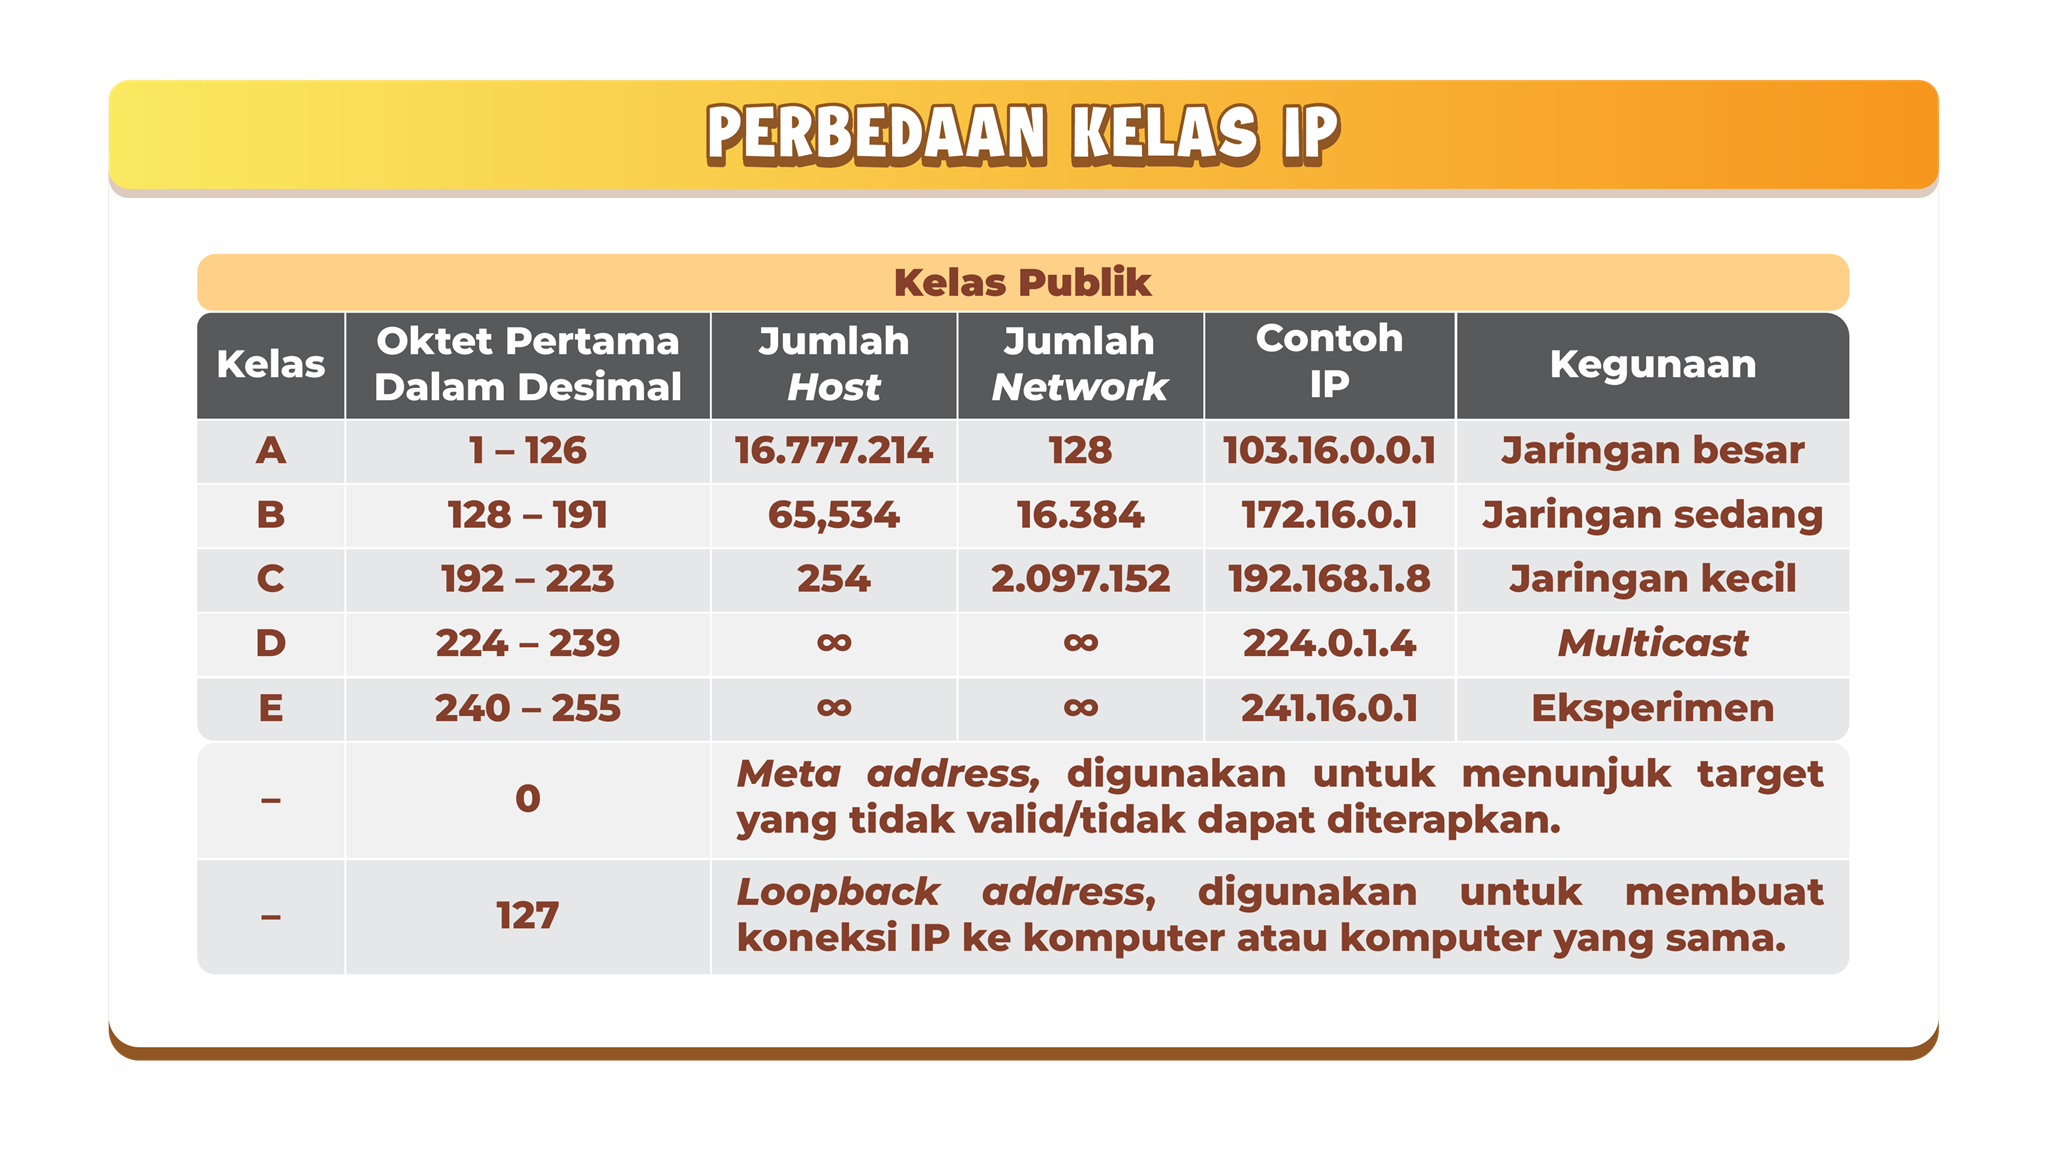 PERBEDAAN KELAS IP
Kelas Publik
Kelas
Oktet Pertama
Dalam Desimal
Jumlah
Host
Jumlah
Network
Contoh
IP
Kegunaan
A 1 – 126 16.777.214 128 103.16.0.0.1 Jaringan besar
B 128 – 191 65,534 16.384 172.16.0.1 Jaringan sedang
C 192 – 223 254 2.097.152 192.168.1.8 Jaringan kecil
D 224 – 239 ∞ ∞ 224.0.1.4 Multicast
E 240 – 255 ∞ ∞ 241.16.0.1 Eksperimen
– 0
Meta address, digunakan untuk menunjuk target
yang tidak valid/tidak dapat diterapkan.
– 127
Loopback address, digunakan untuk membuat
koneksi IP ke komputer atau komputer yang sama.